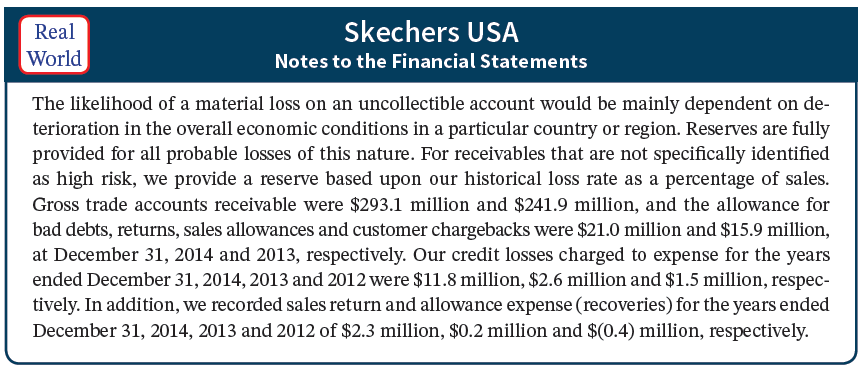 Real
World
Skechers USA
Notes to the Financial Statements
The likelihood of a material loss on an uncollectible account would be mainly dependent on de-
terioration in the overall economic conditions in a particular country or region. Reserves are fully
provided for all probable losses of this nature. For receivables that are not specifically identified
as high risk, we provide a reserve based upon our historical loss rate as a percentage of sales.
Gross trade accounts receivable were $293.1 million and $241.9 million, and the allowance for
bad debts, returns, sales allowances and customer chargebacks were $21.0 million and $15.9 million,
at December 31, 2014 and 2013, respectively. Our credit losses charged to expense for the years
ended December 31, 2014, 2013 and 2012 were $11.8 million, $2.6 million and $1.5 million, respec-
tively. In addition, we recorded sales return and allowance expense (recoveries) for the years ended
December 31, 2014, 2013 and 2012 of $2.3 million, $0.2 million and $(0.4) million, respectively.